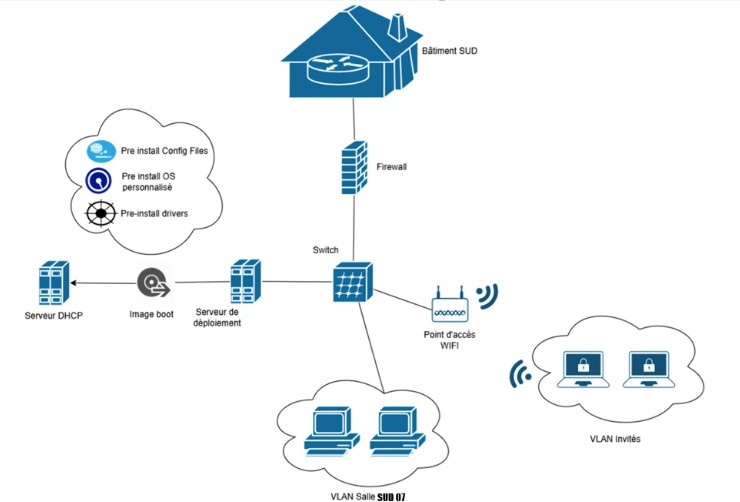 Bâtiment SUD
Firewall
Pre install Config Files
Pre install OS
personnalisé
Pre-install drivers
Switch
Serveur DHCP
Image boot
Serveur de
déploiement
Point d'accès
WIFI
VLAN Invités
VLAN Salle SUD 07